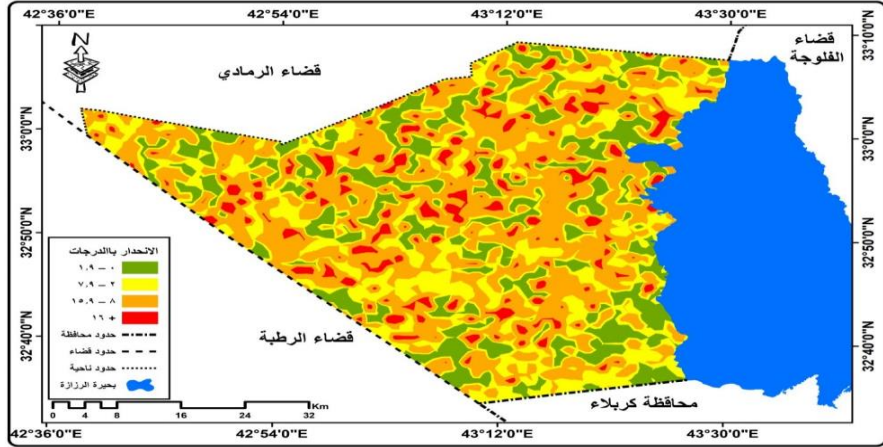 42°36'0"E
42°54'0"E
43°12'0"E
43°30'0"E
N
قضاء الرمادي
قضاء
الفلوجة
33°10'0"N
33°0'0"N
33°0'0"N
32°50'0"N
32°50'0"N
32°40'0"N
32°40'0"N
الانحدار باالدرجات
٠ – ١.٩
٢ – ٧.٩
٨ – ١٥.٩
+ ١٦
حدود محافظة
حدود قضاء
حدود ناحية
بحيرة الرزازة
قضاء الرطبة
محافظة كربلاء
0 2 4 8 16 24 32 Km
42°36'0"E
42°54'0"E
43°12'0"E
43°30'0"E